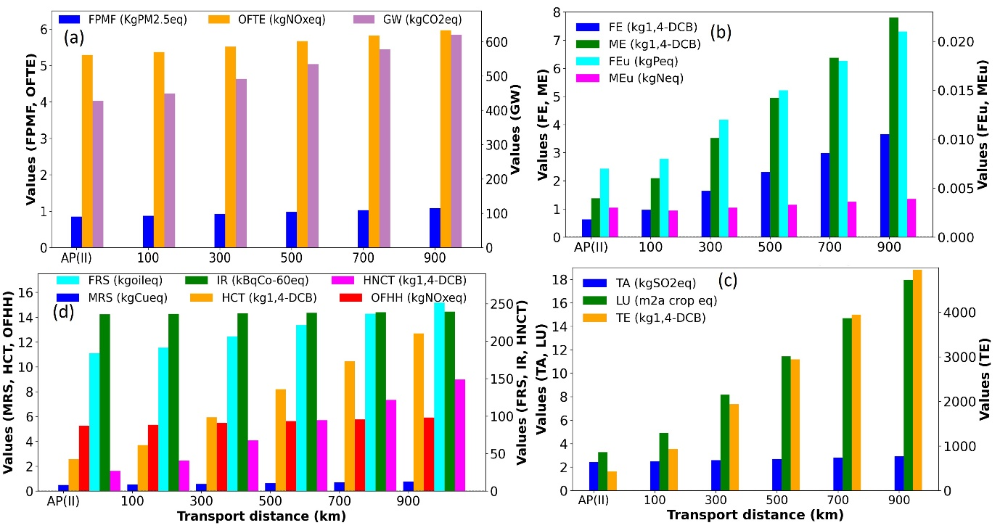 FPMF (KgPM2.5eq) OFTE (kgNOxeq) GW (kgCO2eq)
(a)
Values (FPMF, OFTE)
6
5
4
3
2
1
0
600
500
400
300
200
100
0
Values (GW)
AP(II) 100 300 500 700 900
FE (kg1,4-DCB)
ME (kg1,4-DCB)
FEu (kgPeq)
MEu (kgNeq)
(b)
Values (FE, ME)
8
7
6
5
4
3
2
1
0
0.020
0.015
0.010
0.005
0.000
Values (FEu, MEu)
AP(II) 100 300 500 700 900
FRS (kgoileq) IR (kBqCo-60eq) HNCT (kg1,4-DCB)
MRS (kgCueq) HCT (kg1,4-DCB) OFHH (kgNOxeq)
(d)
Values (MRS, HCT, OFHH)
16
14
12
10
8
6
4
2
0
250
200
150
100
50
0
Values (FRS, IR, HNCT)
AP(II) 100 300 500 700 900
Transport distance (km)
TA (kgSO2eq)
LU (m2a crop eq)
TE (kg1,4-DCB)
(c)
Values (TA, LU)
18
16
14
12
10
8
6
4
2
0
4000
3000
2000
1000
0
Values (TE)
AP(II) 100 300 500 700 900
Transport distance (km)